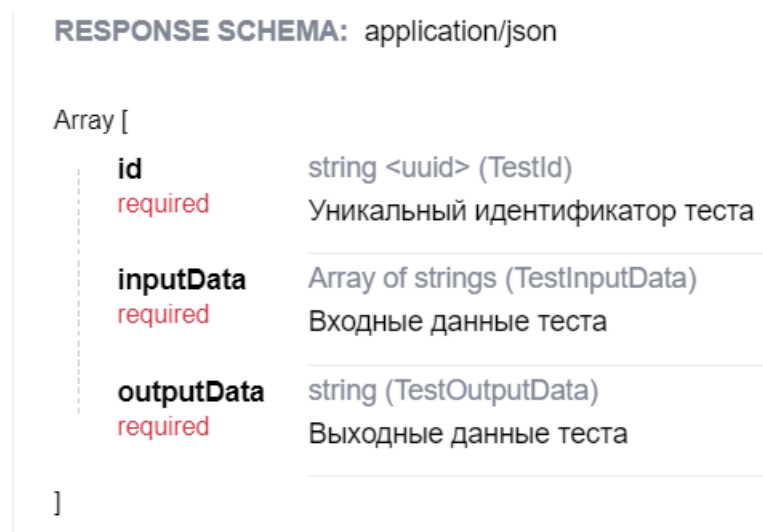 RESPONSE SCHEMA: application/json
Array [
id string <uuid> (TestId)
required Уникальный идентификатор теста
inputData Array of strings (TestInputData)
required Входные данные теста
outputData string (TestOutputData)
required Выходные данные теста
]